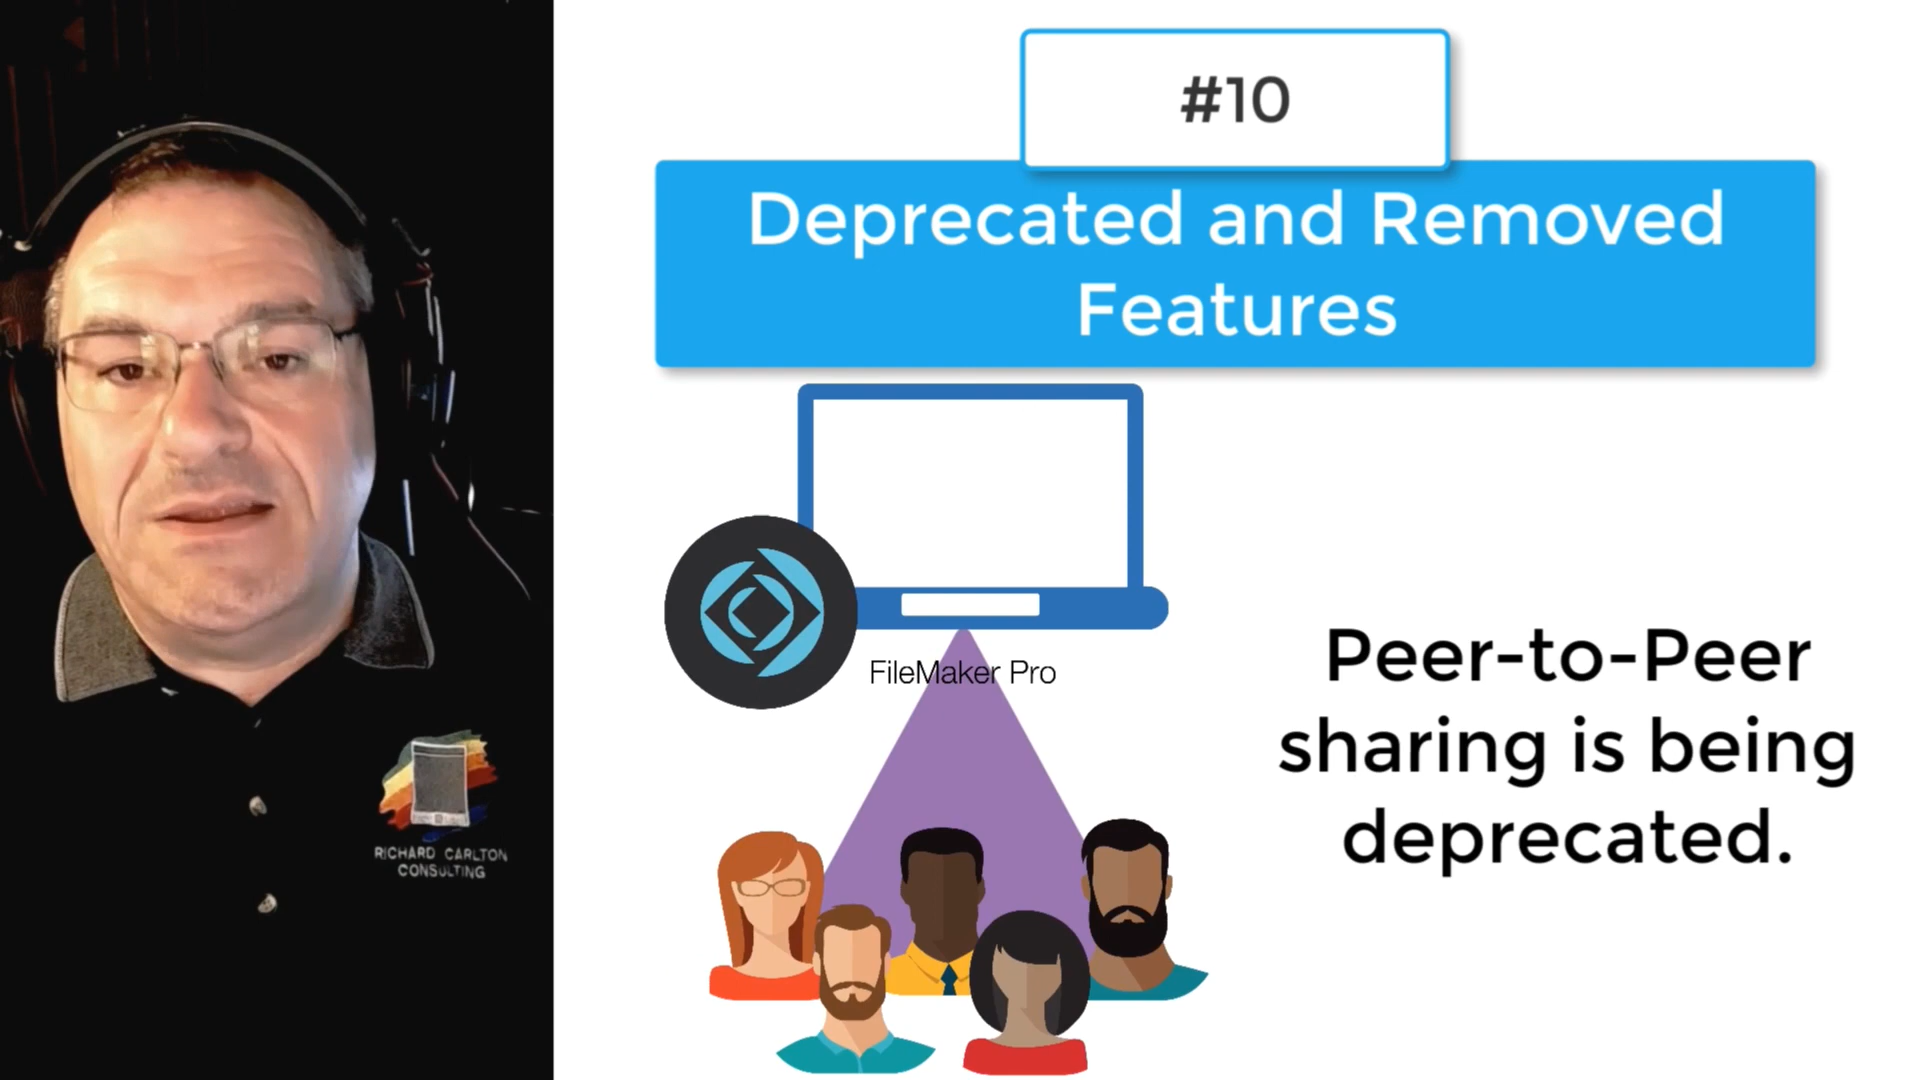 #10
Deprecated and Removed
Features
FileMaker Pro
Peer-to-Peer
sharing is being
deprecated.
RICHARD CARLTON
CONSULTING